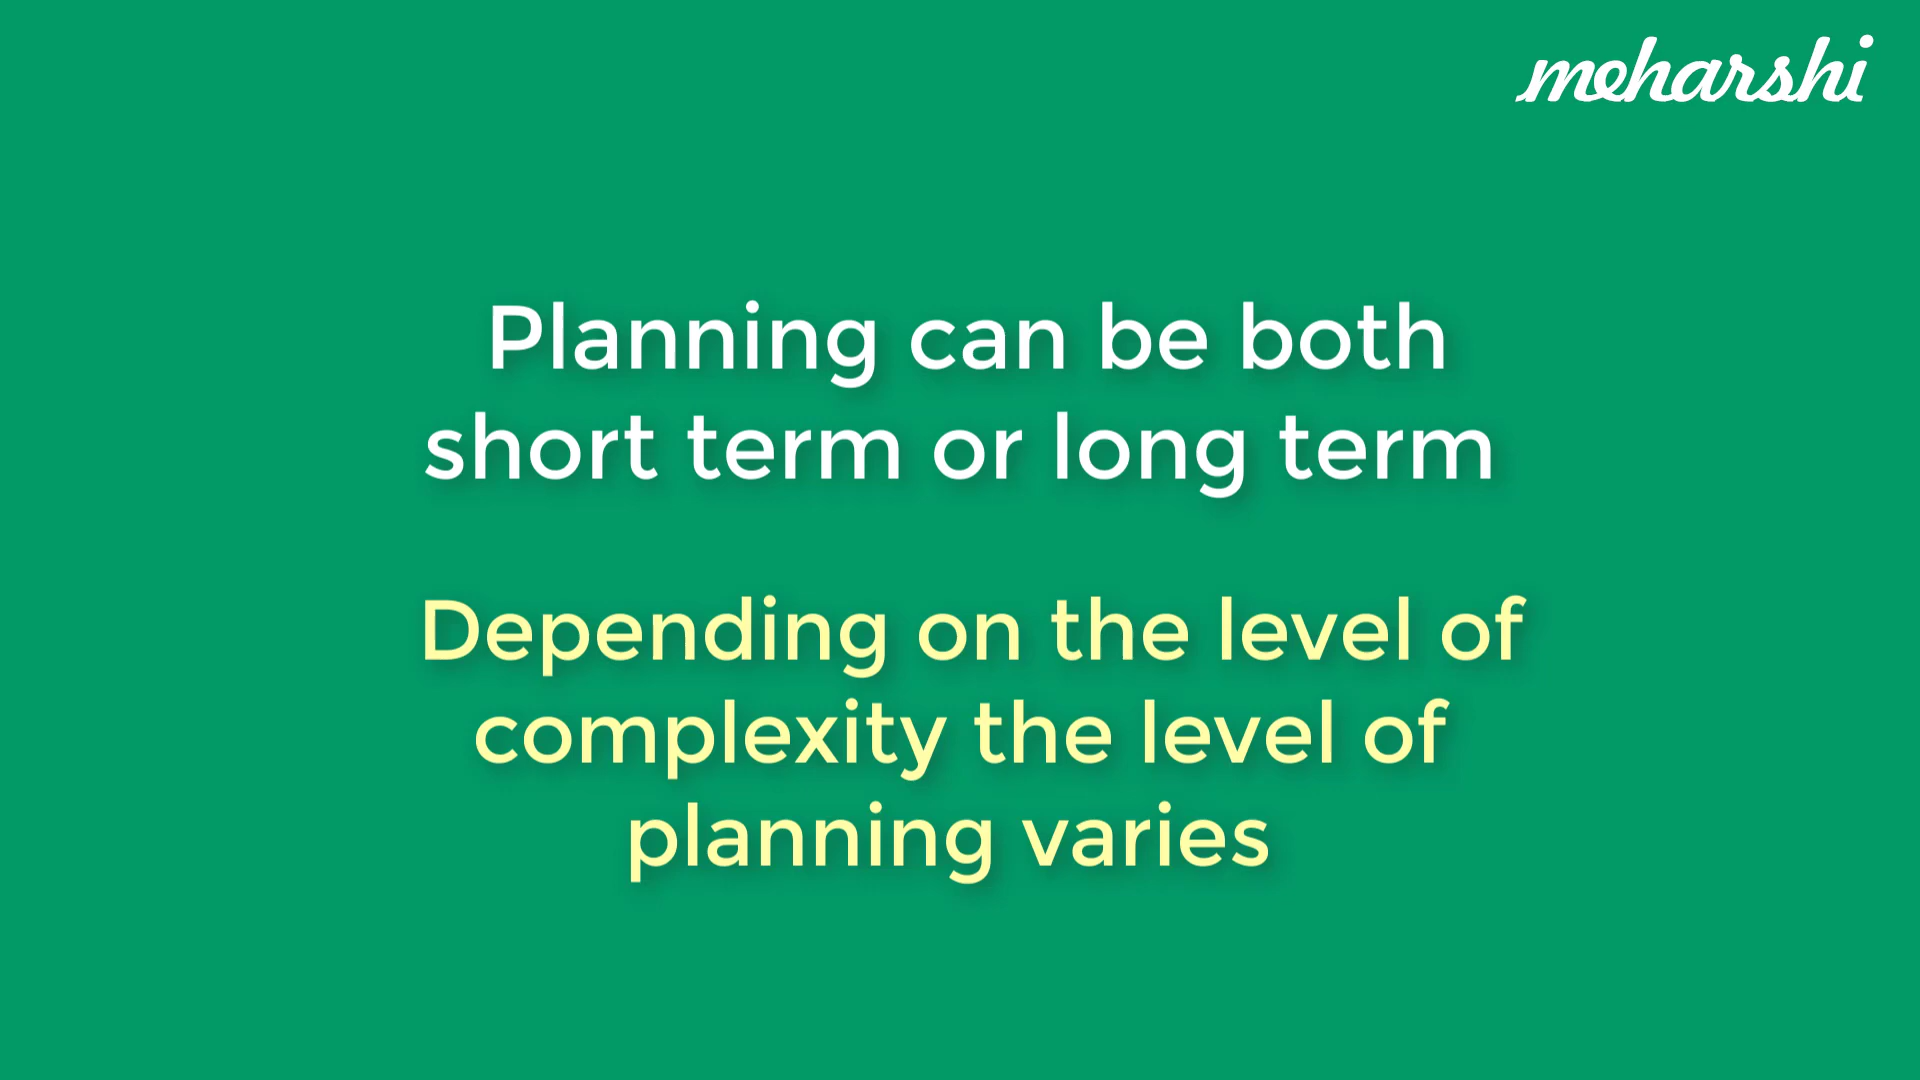 meharshi
Planning can be both
short term or long term
Depending on the level of
complexity the level of
planning varies